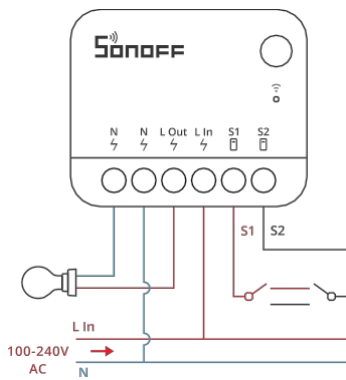 SONOFF
N N L Out L In S1 S2
S1 S2
L In
100-240V
AC
N